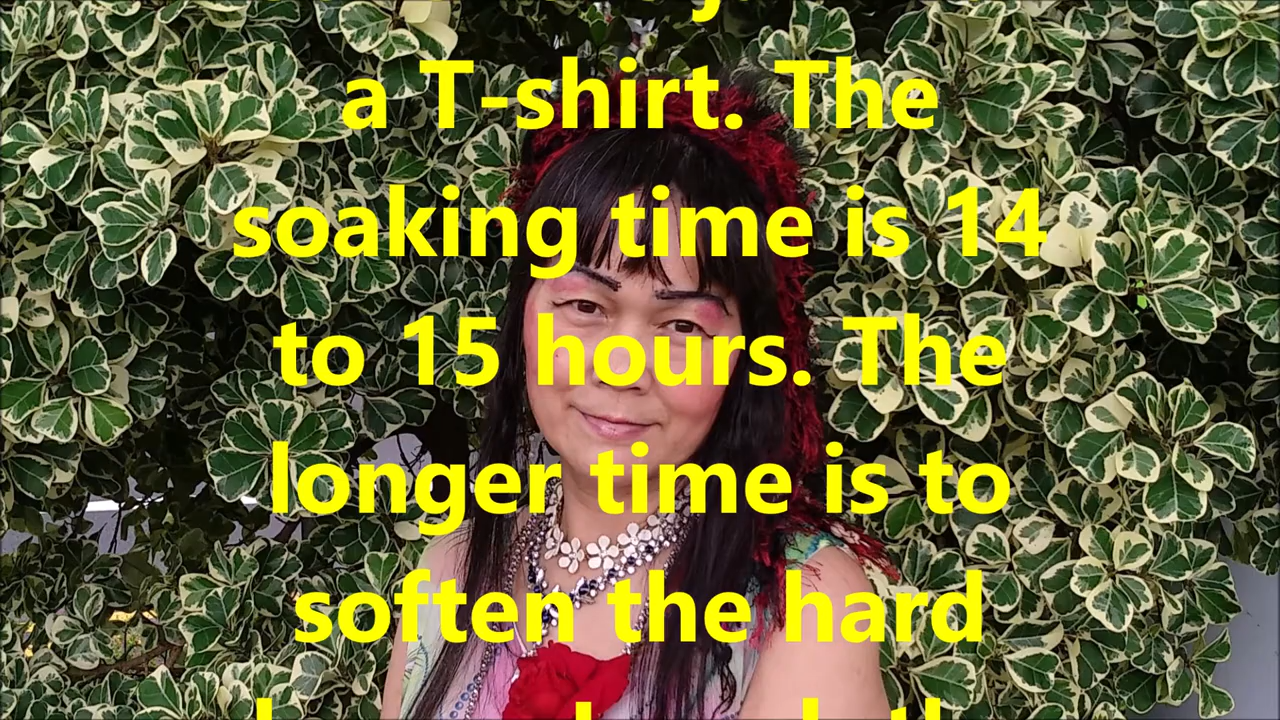 a T-shirt. The
soaking time is 14
to 15 hours. The
longer time is to
soften the hard